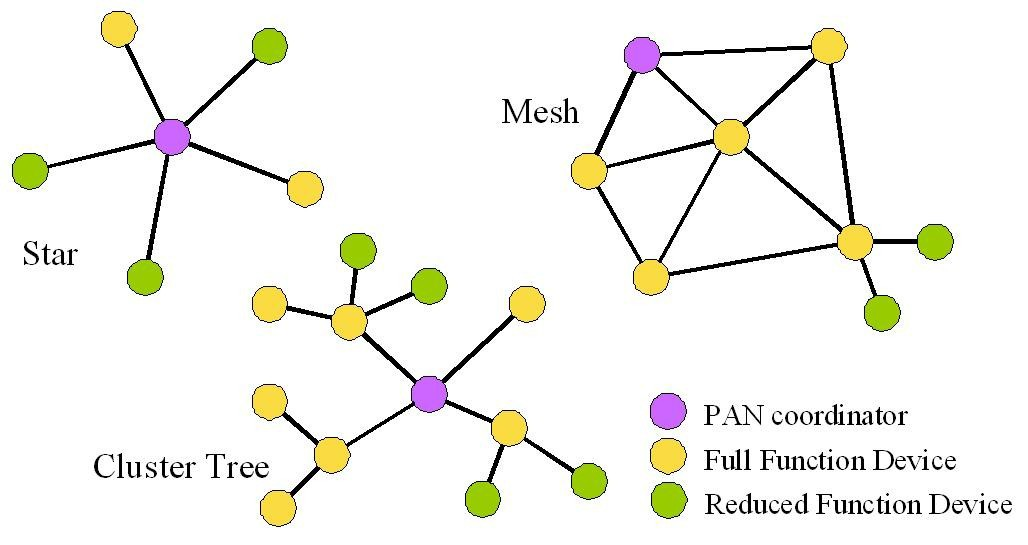 Mesh
Star
Cluster Tree
PAN coordinator
Full Function Device
Reduced Function Device